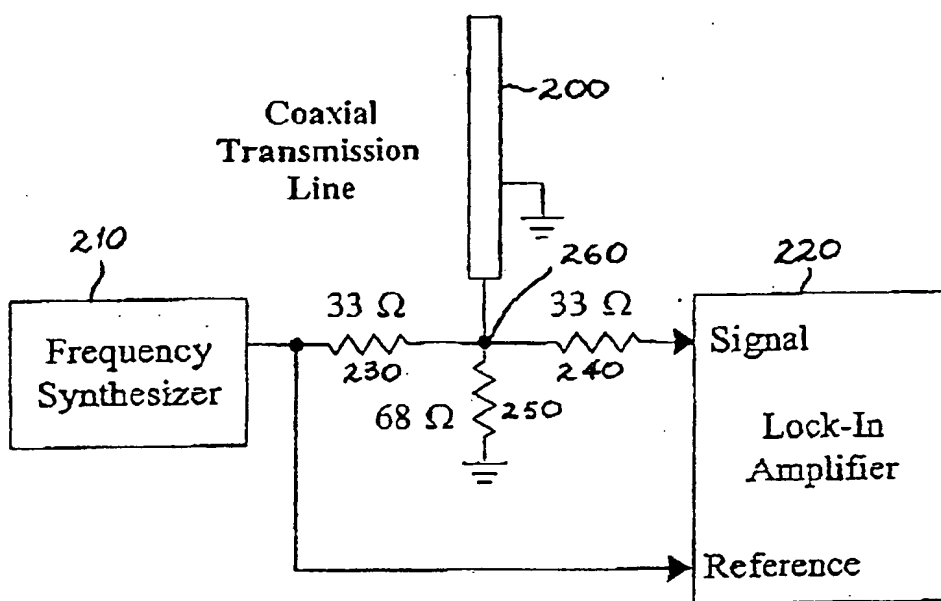 200
Coaxial
Transmission
Line
210
260
220
33 Ω
33 Ω
Frequency
Synthesizer
230
240
Signal
68 Ω
250
Lock-In
Amplifier
Reference